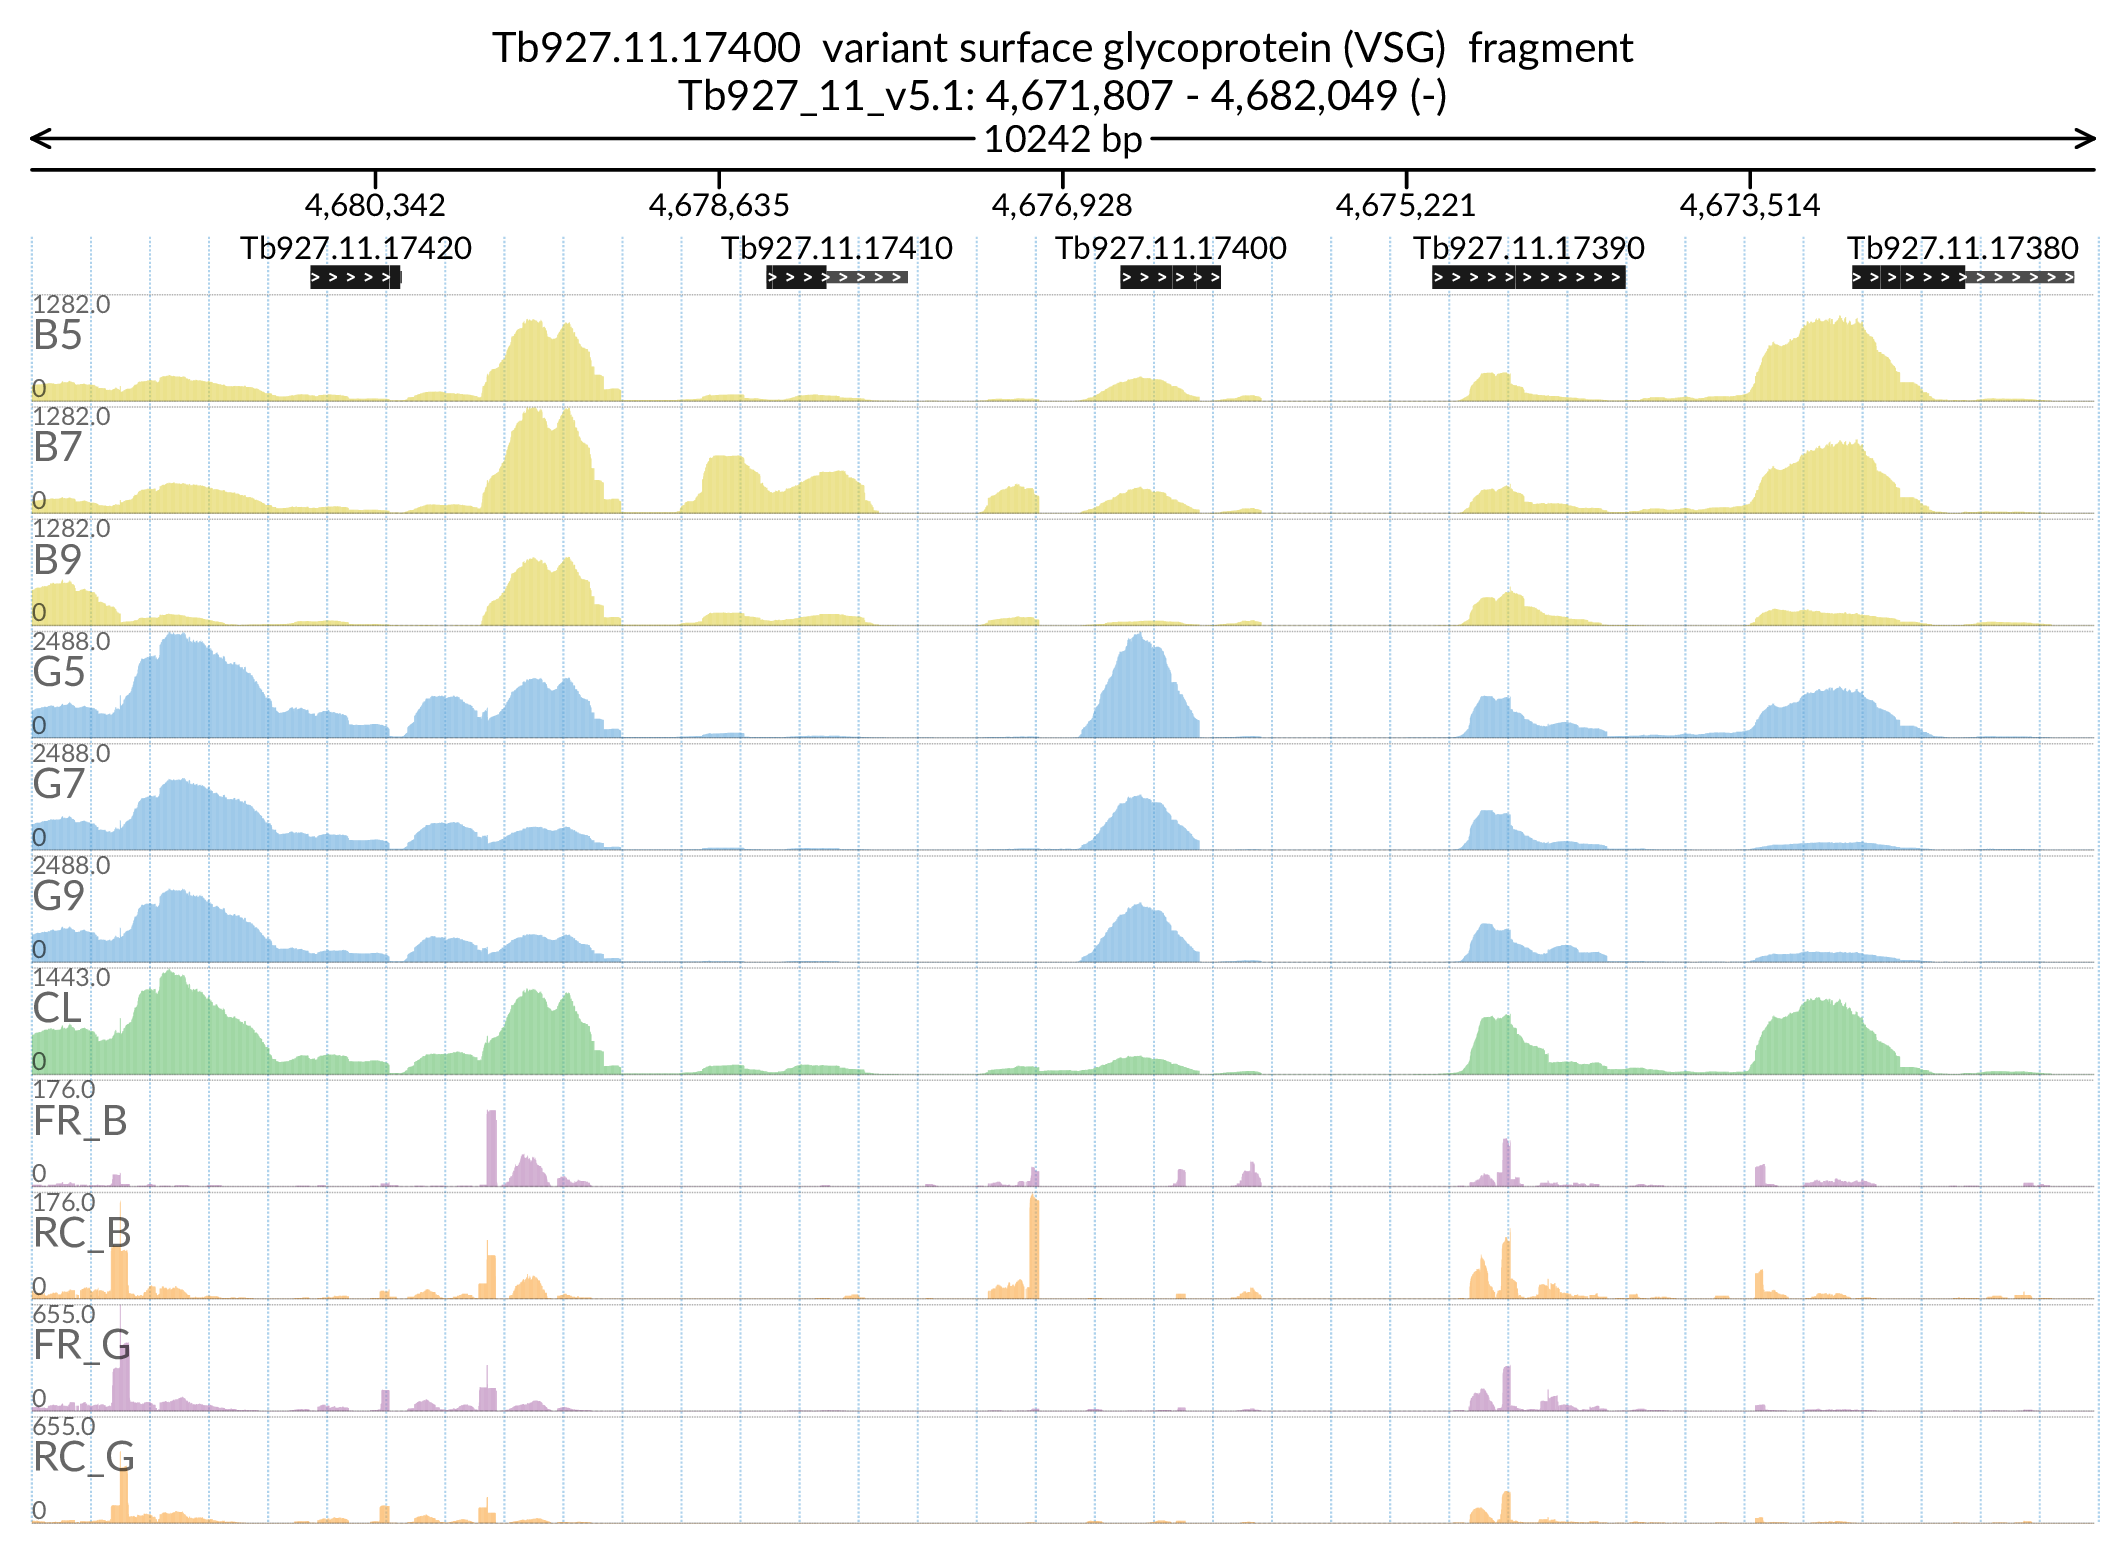 Tb927.11.17400  variant surface glycoprotein (VSG)  fragment
Tb927_11_v5.1: 4,671,807 - 4,682,049 (-)
10242 bp
4,680,342 4,678,635 4,676,928 4,675,221 4,673,514
Tb927.11.17420 Tb927.11.17410 Tb927.11.17400 Tb927.11.17390 Tb927.11.17380
1282.0
B5
0
1282.0
B7
0
1282.0
B9
0
2488.0
G5
0
2488.0
G7
0
2488.0
G9
0
1443.0
CL
0
176.0
FR_B
0
176.0
RC_B
0
655.0
FR_G
0
655.0
RC_G
0